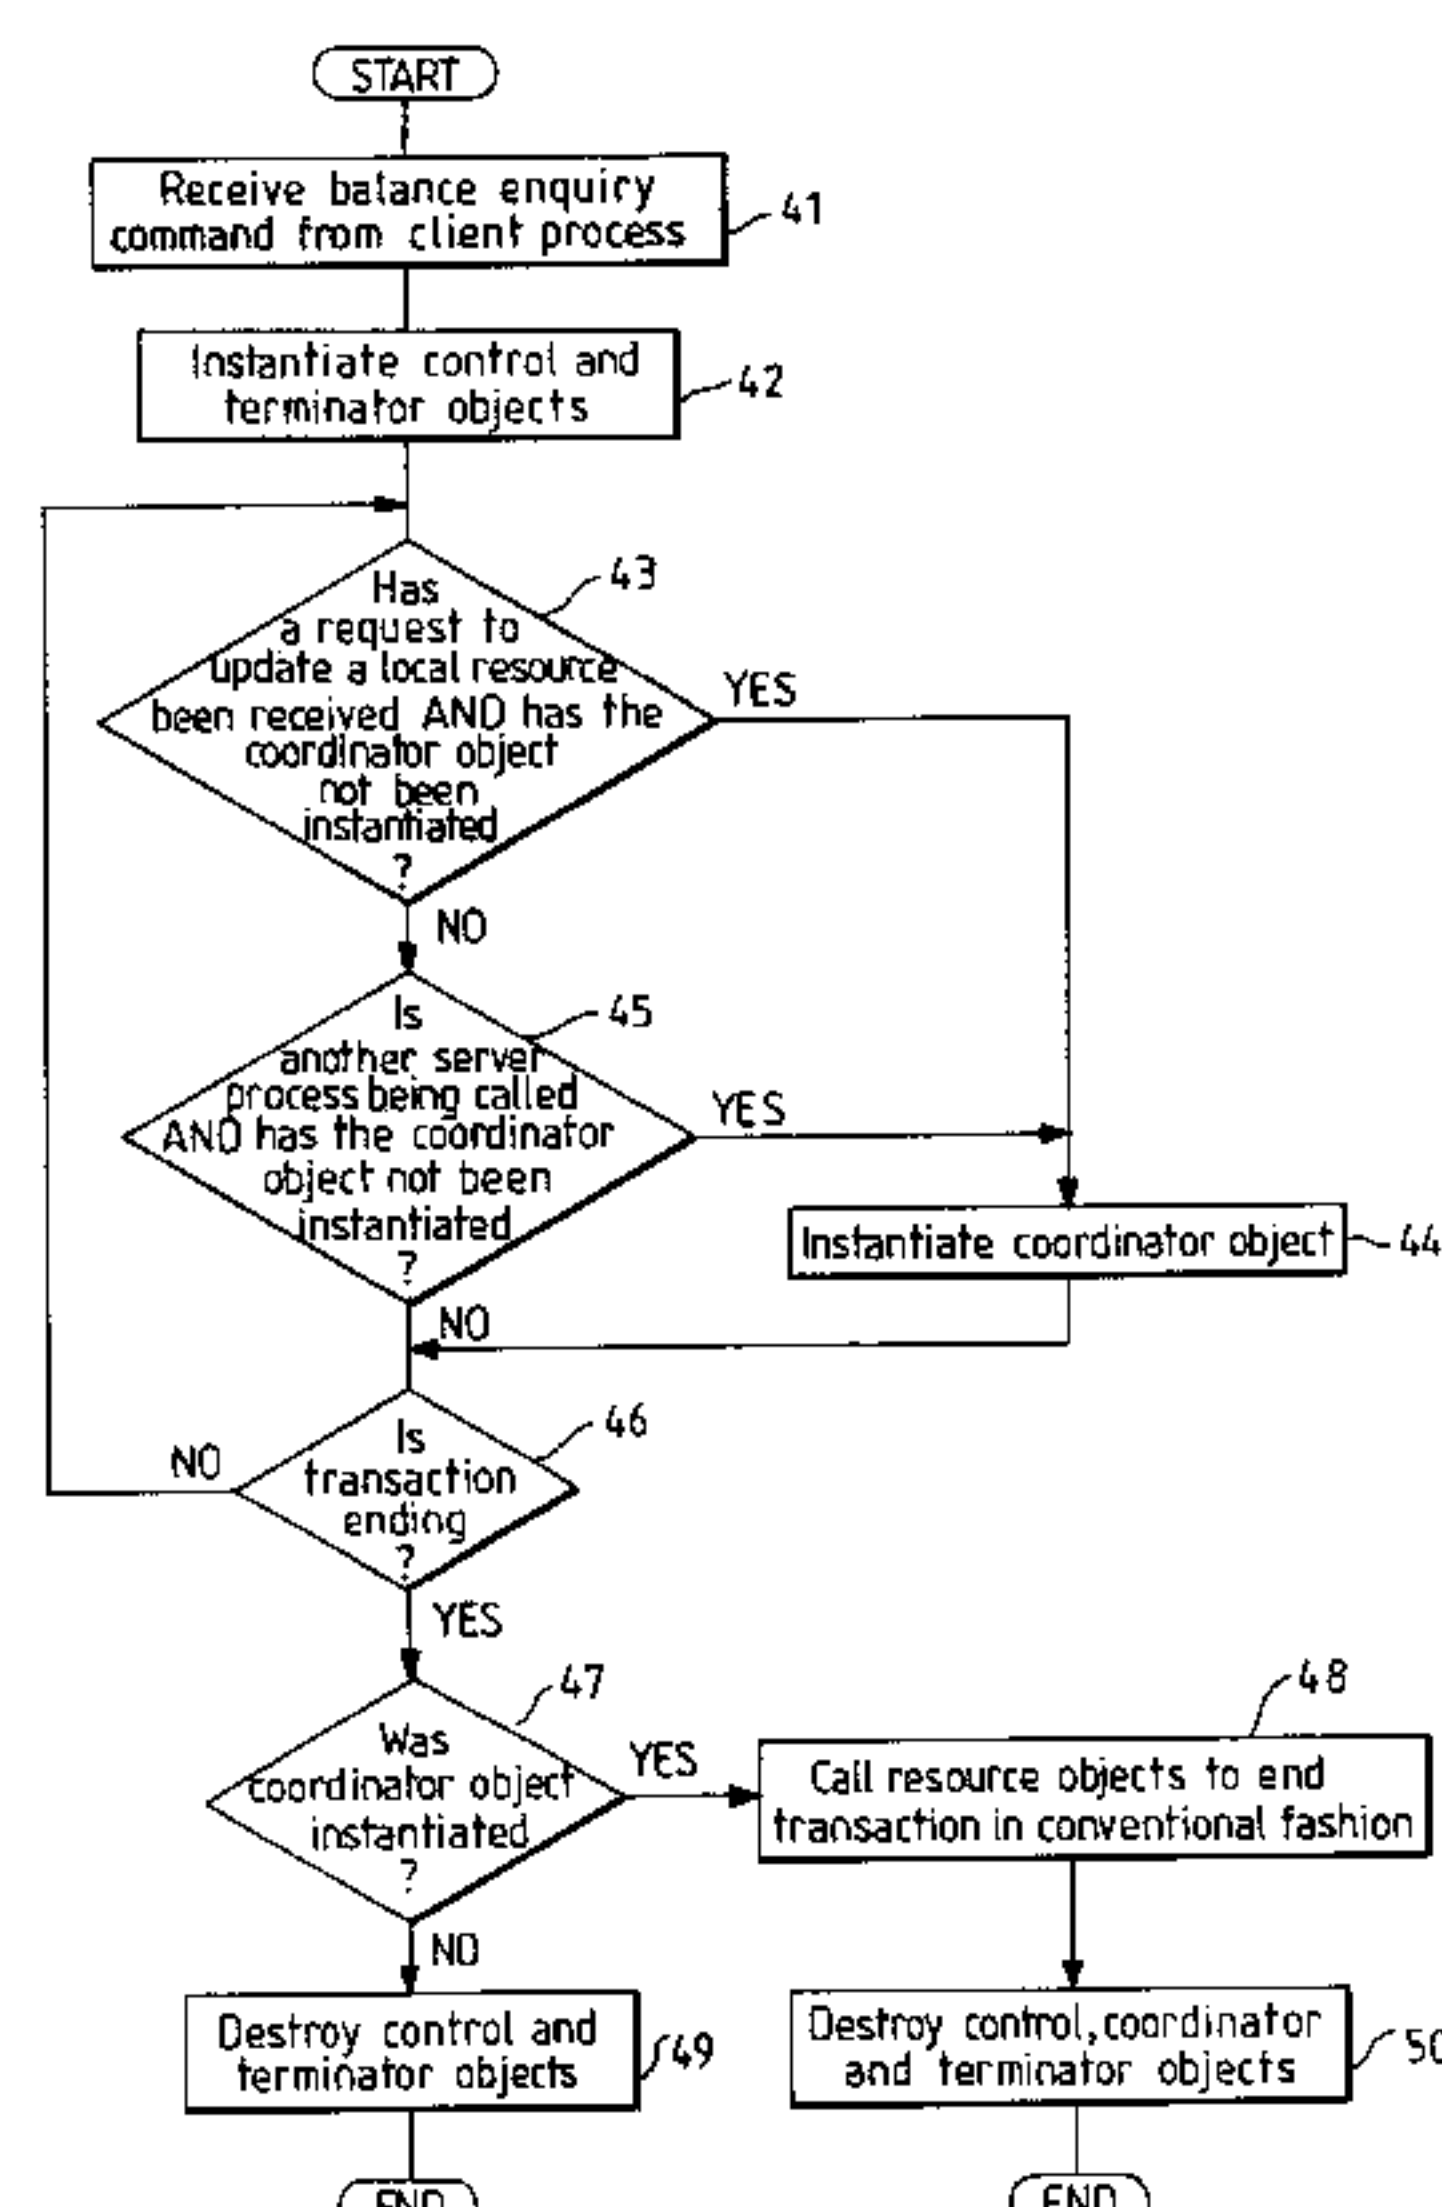 START
Receive balance enquiry
command from client process
41
Instantiate control and
terminator objects
42
43
Has
a request to
update a local resource
been received AND has the
coordinator object
not been
instantiated
?
YES
NO
45
Is
another server
process being called
AND has the coordinator
object not been
instantiated
?
YES
Instantiate coordinator object
44
NO
46
Is
transaction
ending
?
NO
YES
47
Was
coordinator object
instantiated
?
YES
48
Call resource objects to end
transaction in conventional fashion
NO
Destroy control and
terminator objects
49
Destroy control, coordinator
and terminator objects
50
END
END